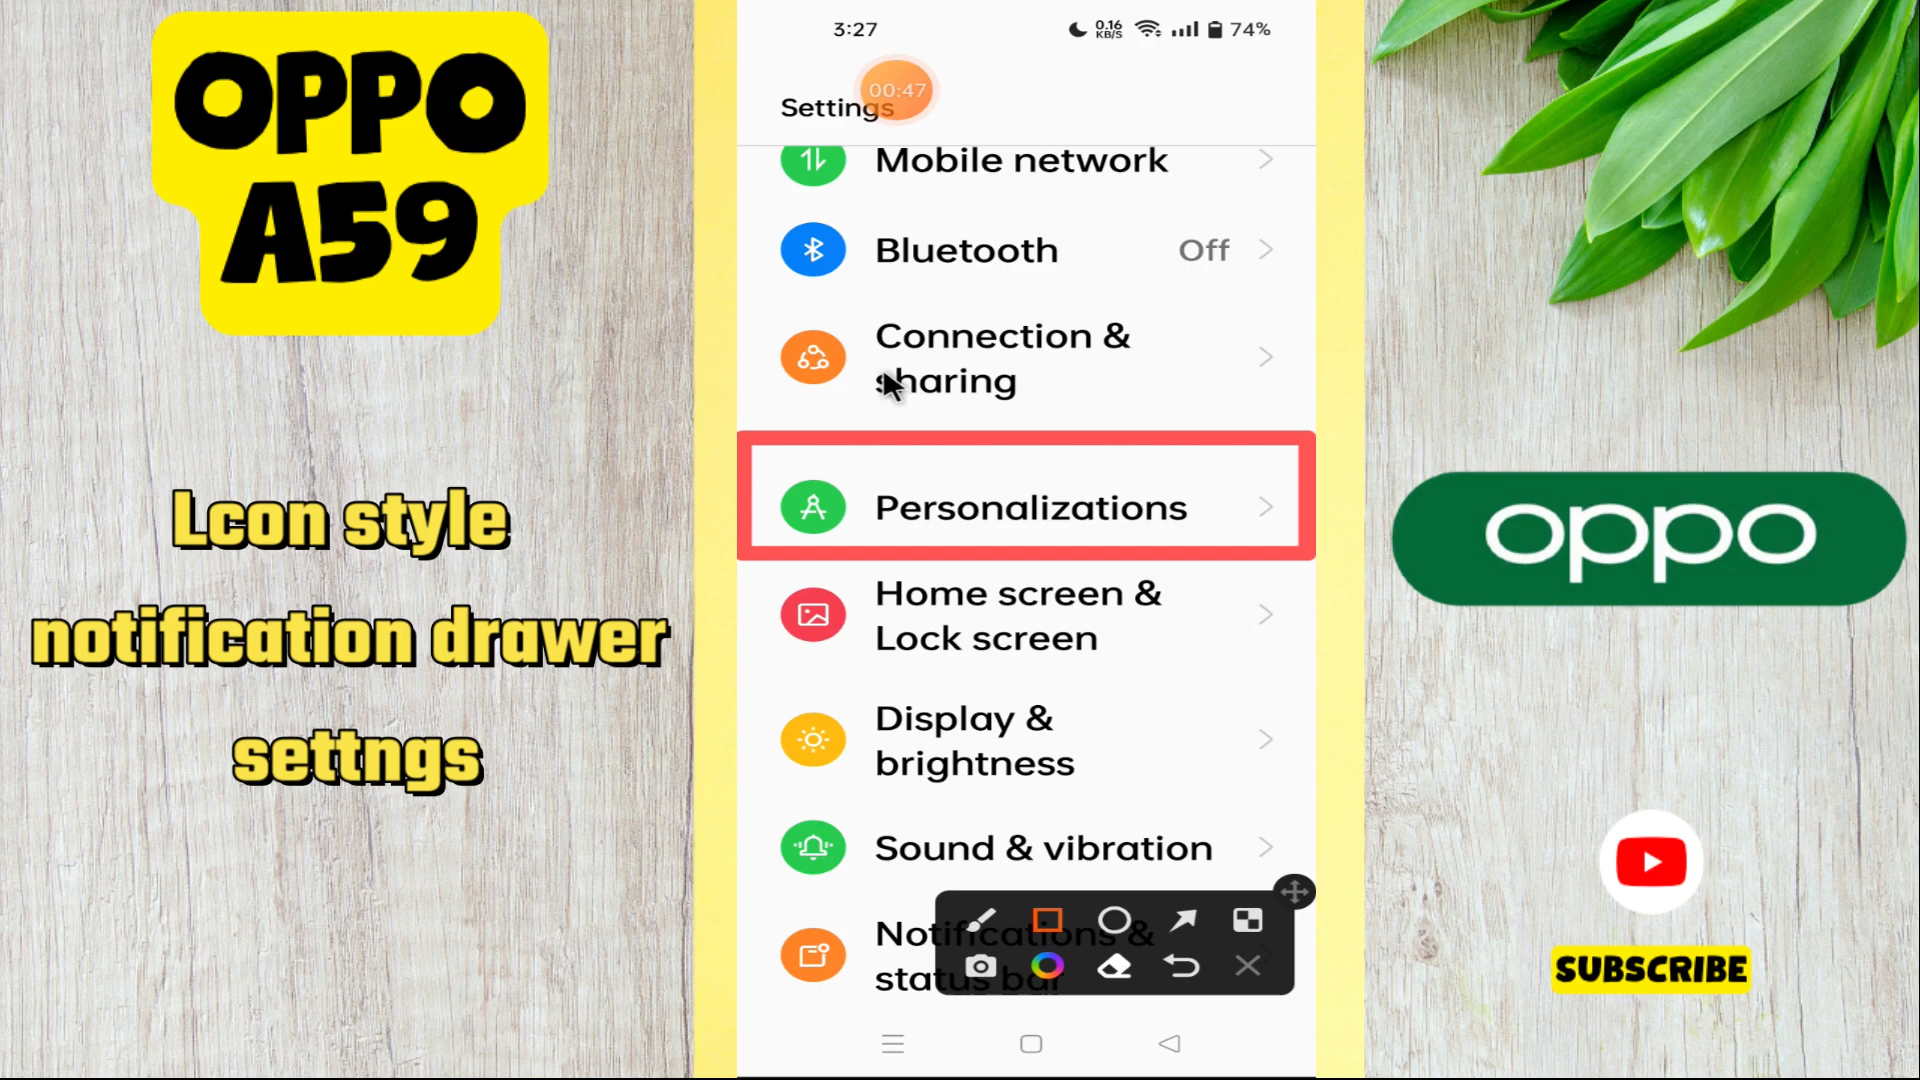 OPPO
A59
Lcon style
notification drawer
settngs
3:27
0.16
KB/S
74%
00:47
Settings
Mobile network
Bluetooth
Off
Connection &
sharing
Personalizations
Home screen &
Lock screen
Display &
brightness
Sound & vibration
Notifications &
status bar
oppo
SUBSCRIBE